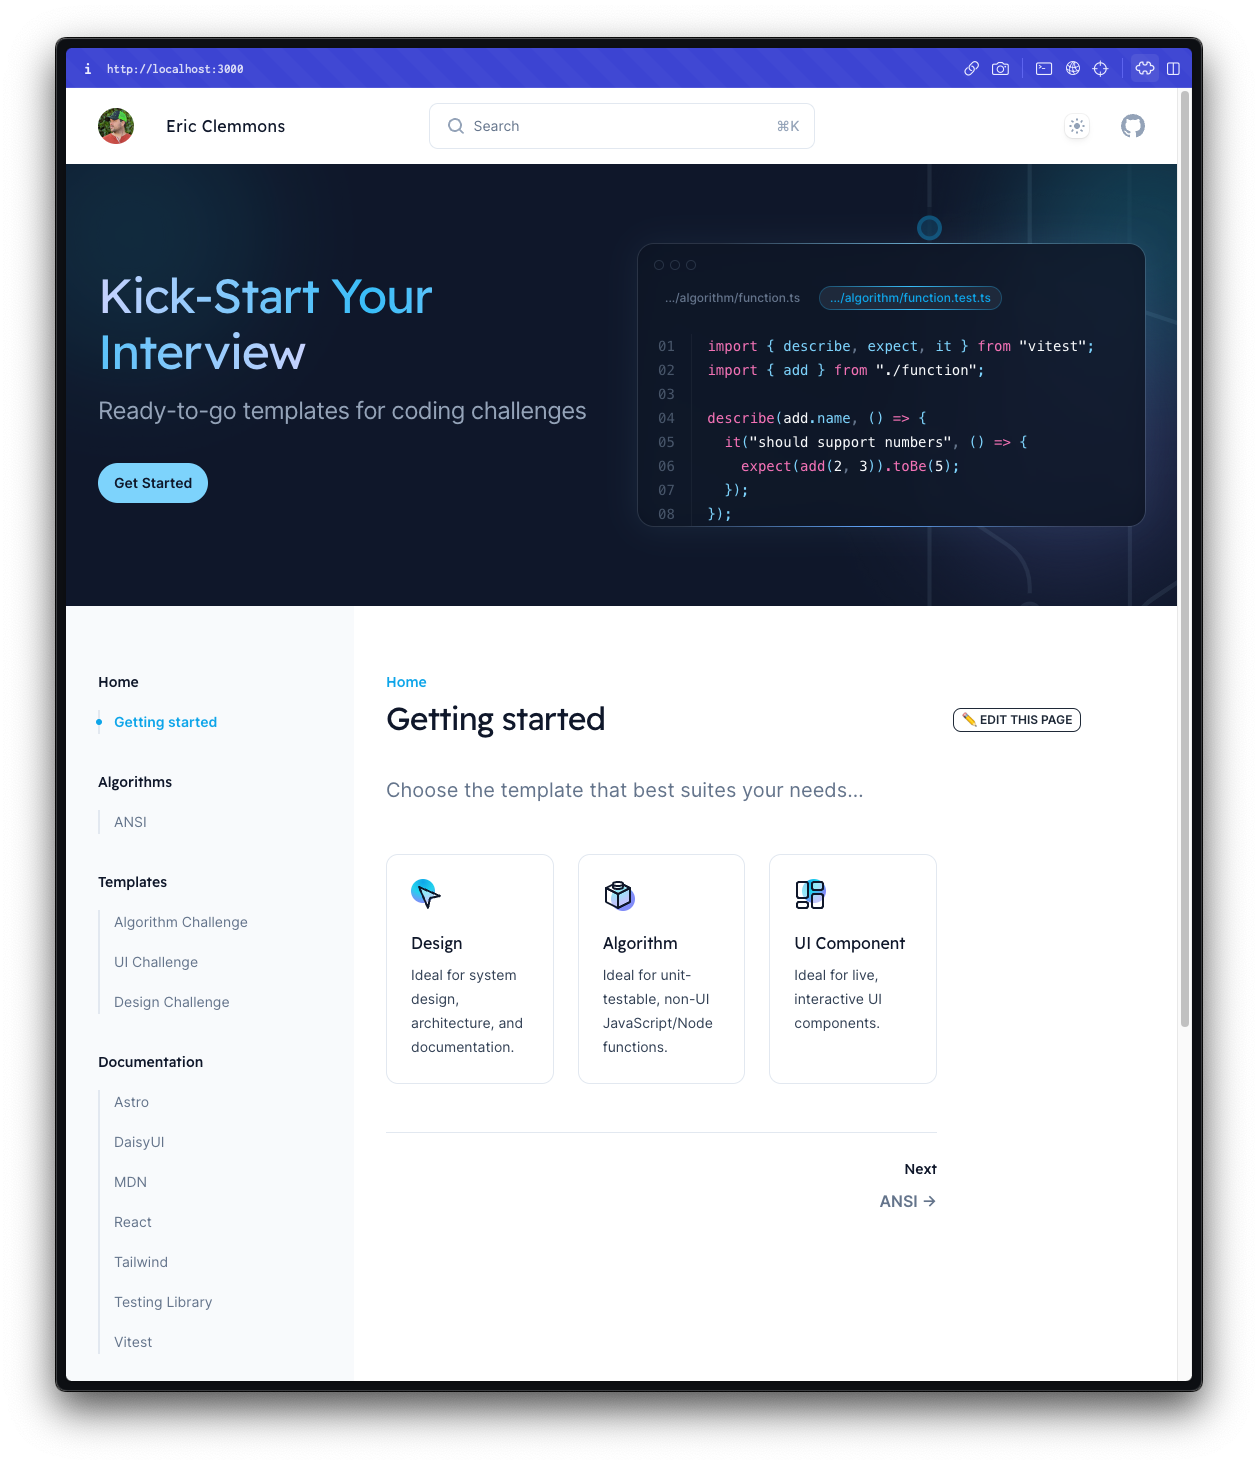 http://localhost:3000
Eric Clemmons
Search
⌘K
Kick-Start Your
Interview
Ready-to-go templates for coding challenges
Get Started
.../algorithm/function.ts
.../algorithm/function.test.ts
01 import { describe, expect, it } from "vitest";
02 import { add } from "./function";
03
04 describe(add.name, () => {
05 it("should support numbers", () => {
06 expect(add(2, 3)).toBe(5);
07 });
08 });
Home
Getting started
Algorithms
ANSI
Templates
Algorithm Challenge
UI Challenge
Design Challenge
Documentation
Astro
DaisyUI
MDN
React
Tailwind
Testing Library
Vitest
Home
Getting started
✏️ EDIT THIS PAGE
Choose the template that best suites your needs...
Design
Ideal for system
design,
architecture, and
documentation.
Algorithm
Ideal for unit-
testable, non-UI
JavaScript/Node
functions.
UI Component
Ideal for live,
interactive UI
components.
Next
ANSI →